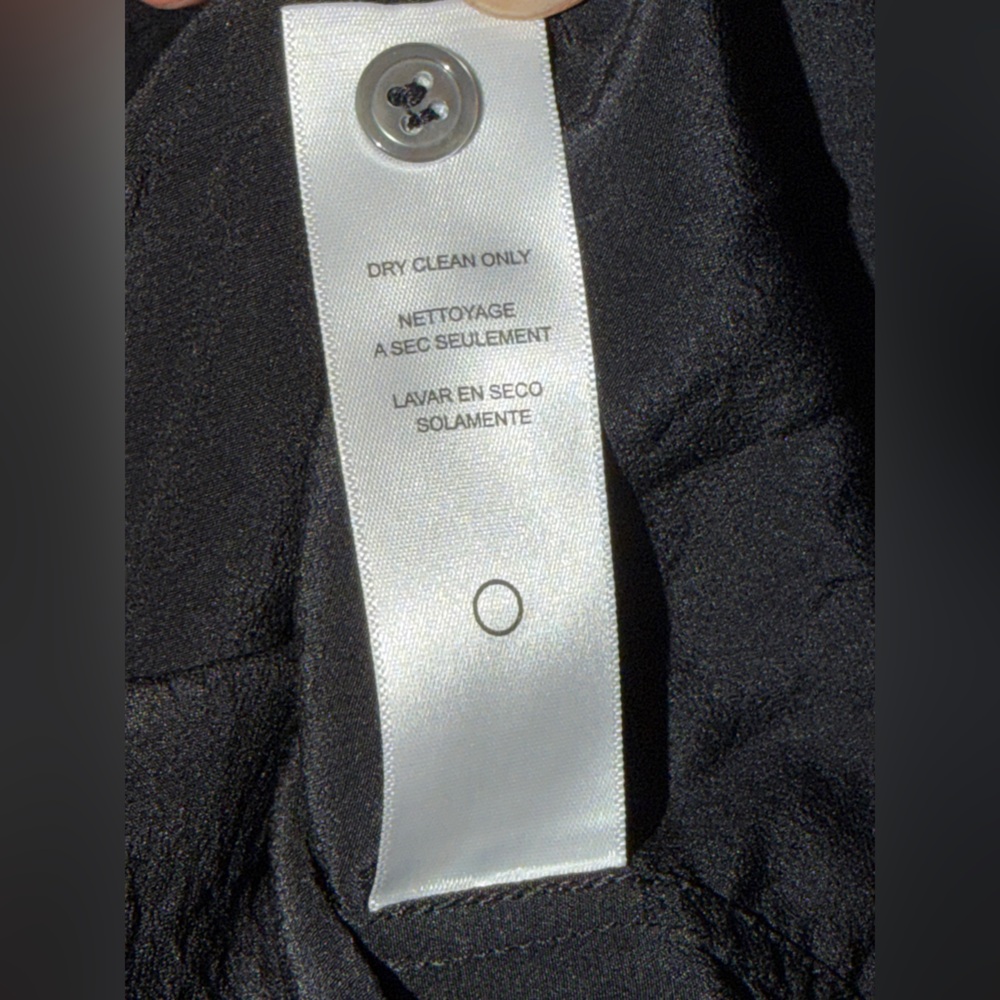 DRY CLEAN ONLY
NETTOYAGE
A SEC SEULEMENT
LAVAR EN SECO
SOLAMENTE